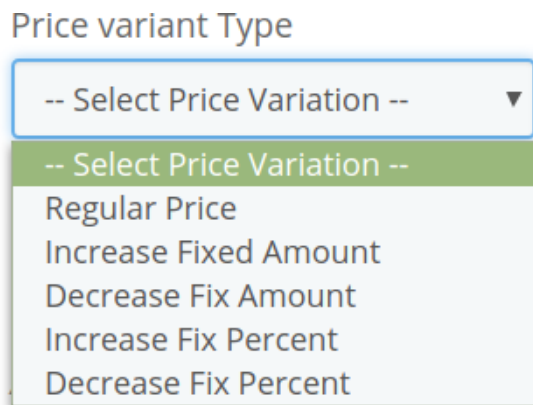 Price variant Type
-- Select Price Variation --
-- Select Price Variation --
Regular Price
Increase Fixed Amount
Decrease Fix Amount
Increase Fix Percent
Decrease Fix Percent